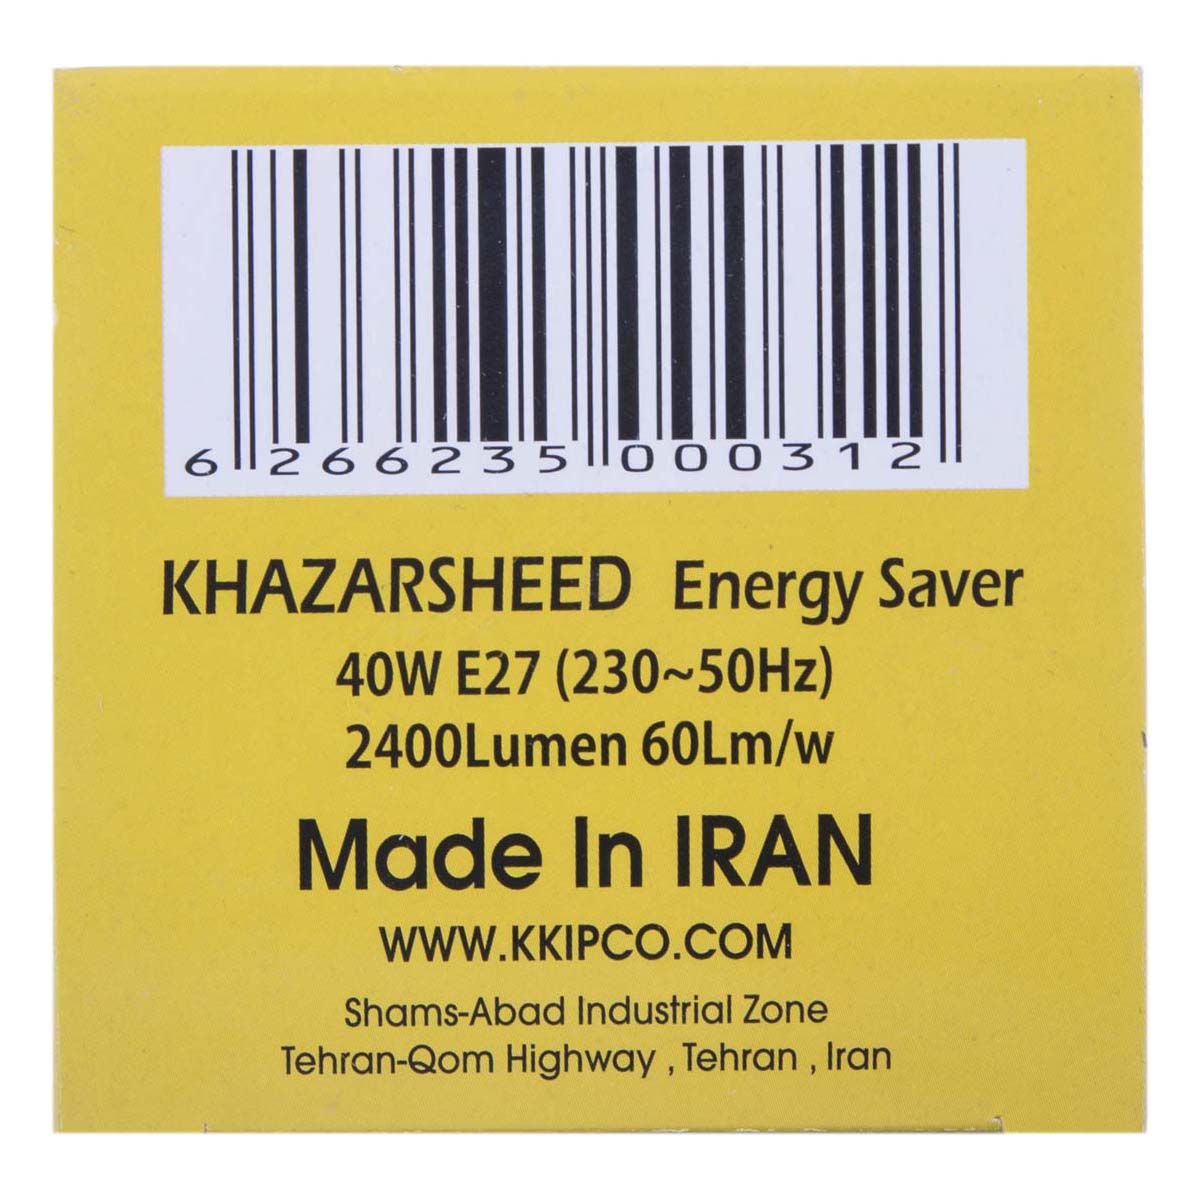 6 266235 000312
KHAZARSHEED Energy Saver
40W E27 (230~50Hz)
2400Lumen 60Lm/w
Made In IRAN
WWW.KKIPCO.COM
Shams-Abad Industrial Zone
Tehran-Qom Highway , Tehran , Iran